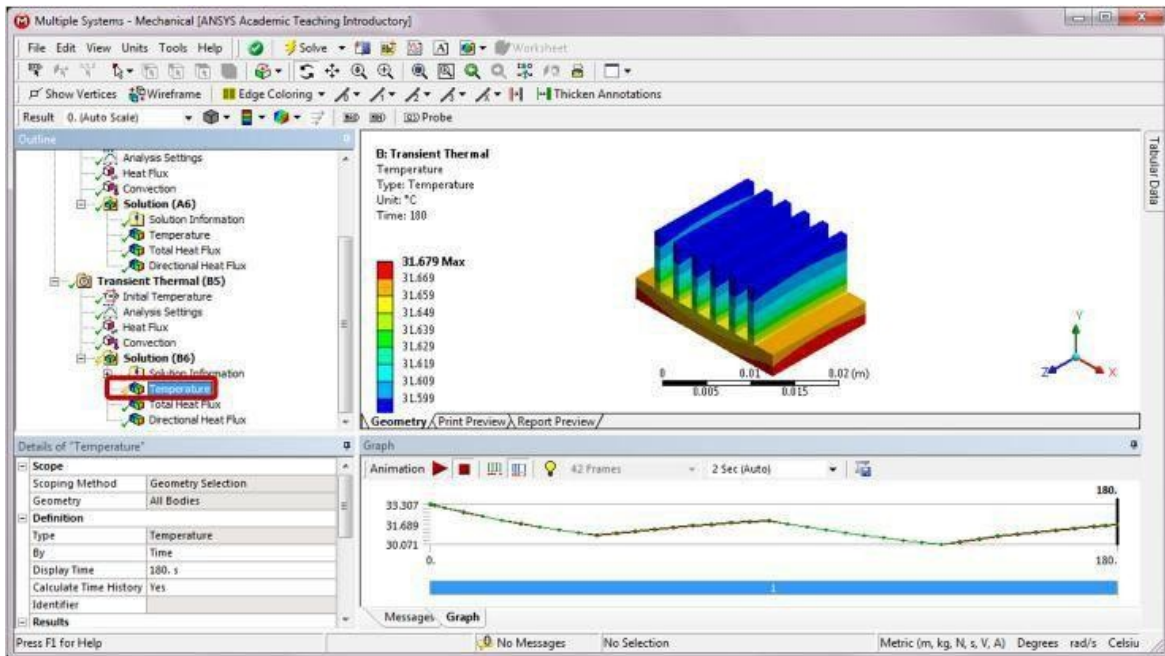 Multiple Systems - Mechanical [ANSYS Academic Teaching Introductory]
File Edit View Units Tools Help Solve Worksheet
Show Vertices Wireframe Edge Coloring Thicken Annotations
Result 0. (Auto Scale) Probe
Outline
Analysis Settings
Heat Flux
Convection
Solution (A6)
Solution Information
Temperature
Total Heat Flux
Directional Heat Flux
Transient Thermal (B5)
Initial Temperature
Analysis Settings
Heat Flux
Convection
Solution (B6)
Solution Information
Temperature
Total Heat Flux
Directional Heat Flux
B: Transient Thermal
Temperature
Type: Temperature
Unit: °C
Time: 180
31.679 Max
31.669
31.659
31.649
31.639
31.629
31.619
31.609
31.599
0 0.01 0.02 (m)
0.005 0.015
Y
Z X
Tabular Data
Geometry Print Preview Report Preview
Details of "Temperature"
Scope
Scoping Method Geometry Selection
Geometry All Bodies
Definition
Type Temperature
By Time
Display Time 180. s
Calculate Time History Yes
Identifier
Results
Graph
Animation 42 Frames 2 Sec (Auto)
180.
33.307
31.689
30.071
0. 180.
1
Messages Graph
Press F1 for Help No Messages No Selection Metric (m, kg, N, s, V, A) Degrees rad/s Celsiu